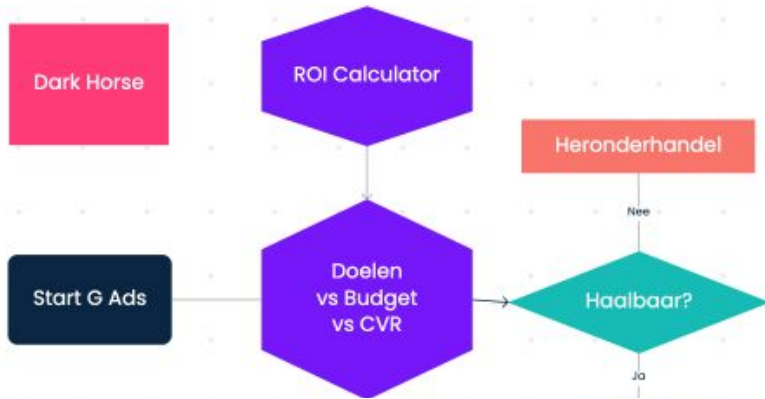 Dark Horse
ROI Calculator
Heronderhandel
Nee
Start G Ads
Doelen
vs Budget
vs CVR
Haalbaar?
Ja